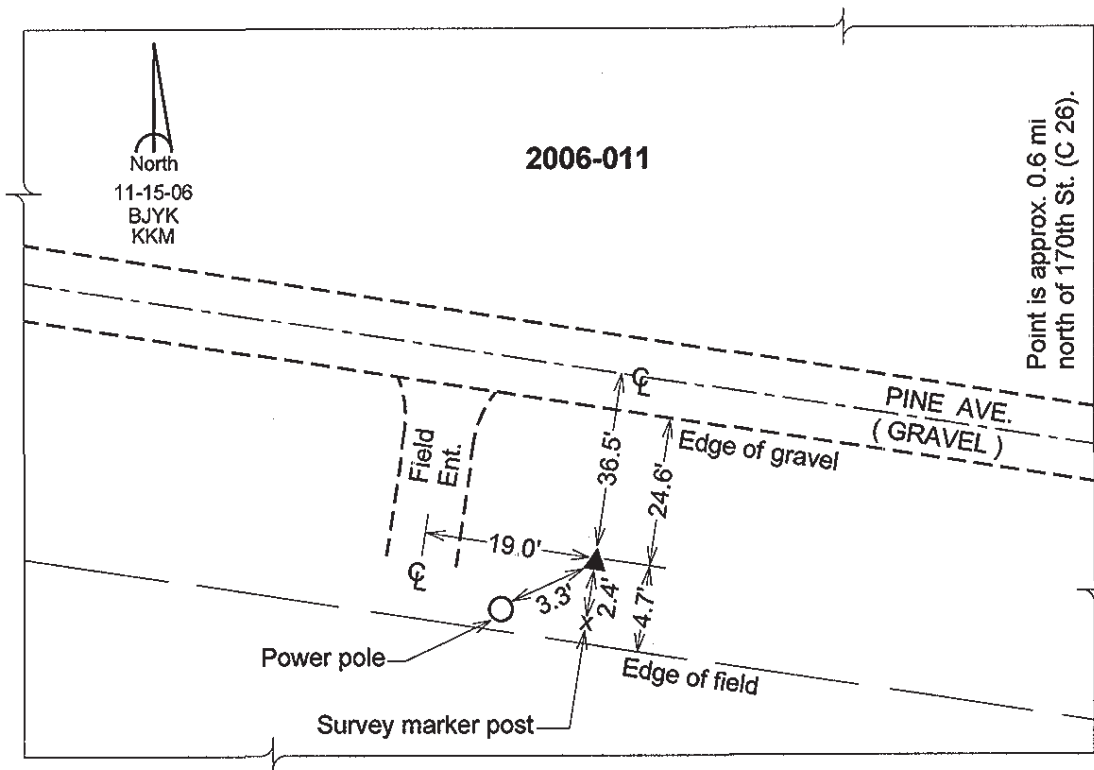 North
11-15-06
BJYK
KKM
2006-011
Point is approx. 0.6 mi
north of 170th St. (C 26).
℄
PINE AVE.
( GRAVEL )
Edge of gravel
36.5'
24.6'
Field
Ent.
19.0'
℄
3.3'
2.4'
4.7'
x
Power pole
Edge of field
Survey marker post